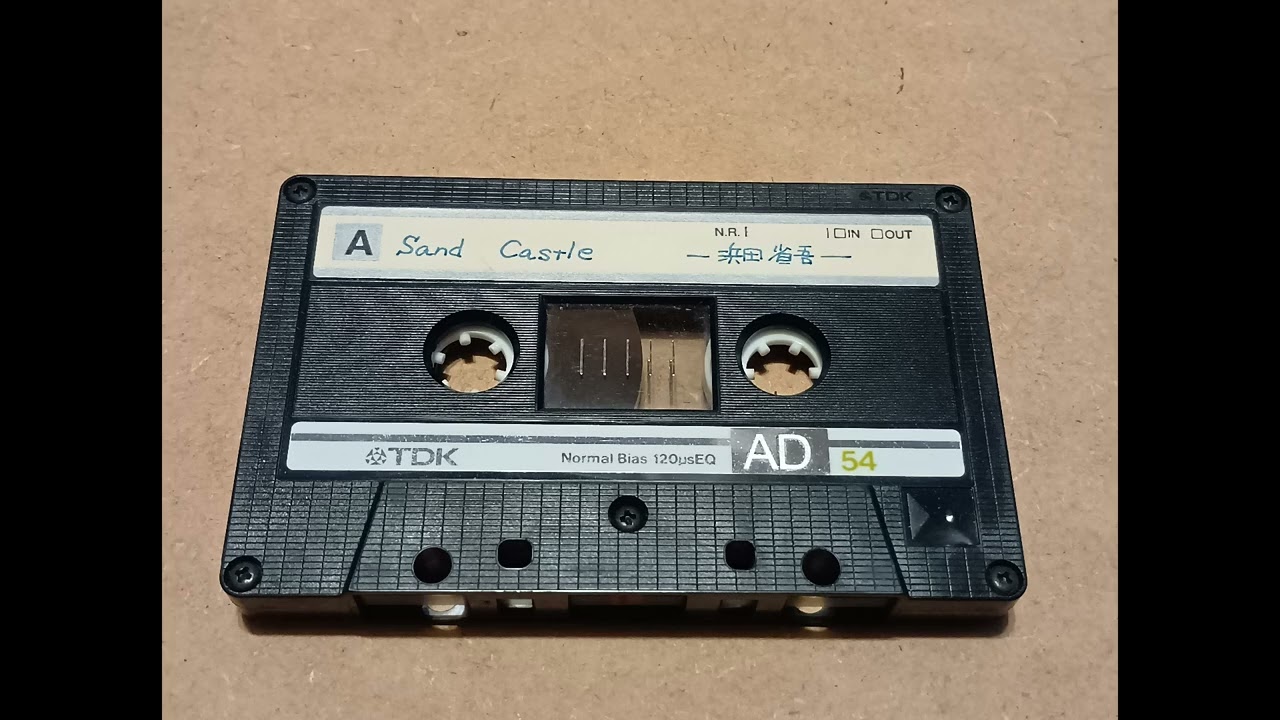 TDK
N.R. IN OUT
A Sand Castle — 浜田省吾 —
TDK Normal Bias 120μsEQ AD 54